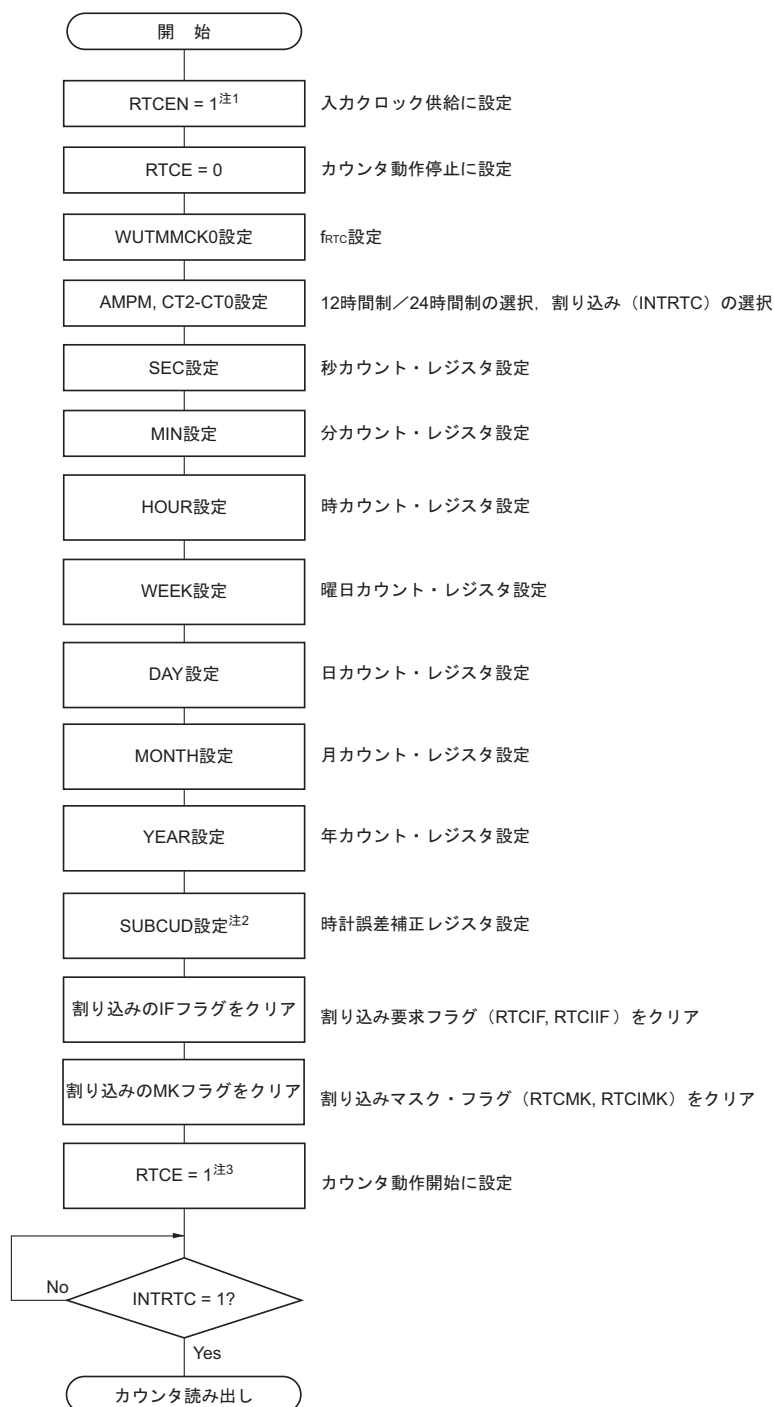 開 始
RTCEN = 1注1 入力クロック供給に設定
RTCE = 0 カウンタ動作停止に設定
WUTMMCK0設定 fRTC設定
AMPM, CT2-CT0設定 12時間制／24時間制の選択，割り込み（INTRTC）の選択
SEC設定 秒カウント・レジスタ設定
MIN設定 分カウント・レジスタ設定
HOUR設定 時カウント・レジスタ設定
WEEK設定 曜日カウント・レジスタ設定
DAY設定 日カウント・レジスタ設定
MONTH設定 月カウント・レジスタ設定
YEAR設定 年カウント・レジスタ設定
SUBCUD設定注2 時計誤差補正レジスタ設定
割り込みのIFフラグをクリア 割り込み要求フラグ（RTCIF, RTCIIF）をクリア
割り込みのMKフラグをクリア 割り込みマスク・フラグ（RTCMK, RTCIMK）をクリア
RTCE = 1注3 カウンタ動作開始に設定
No
INTRTC = 1?
Yes
カウンタ読み出し